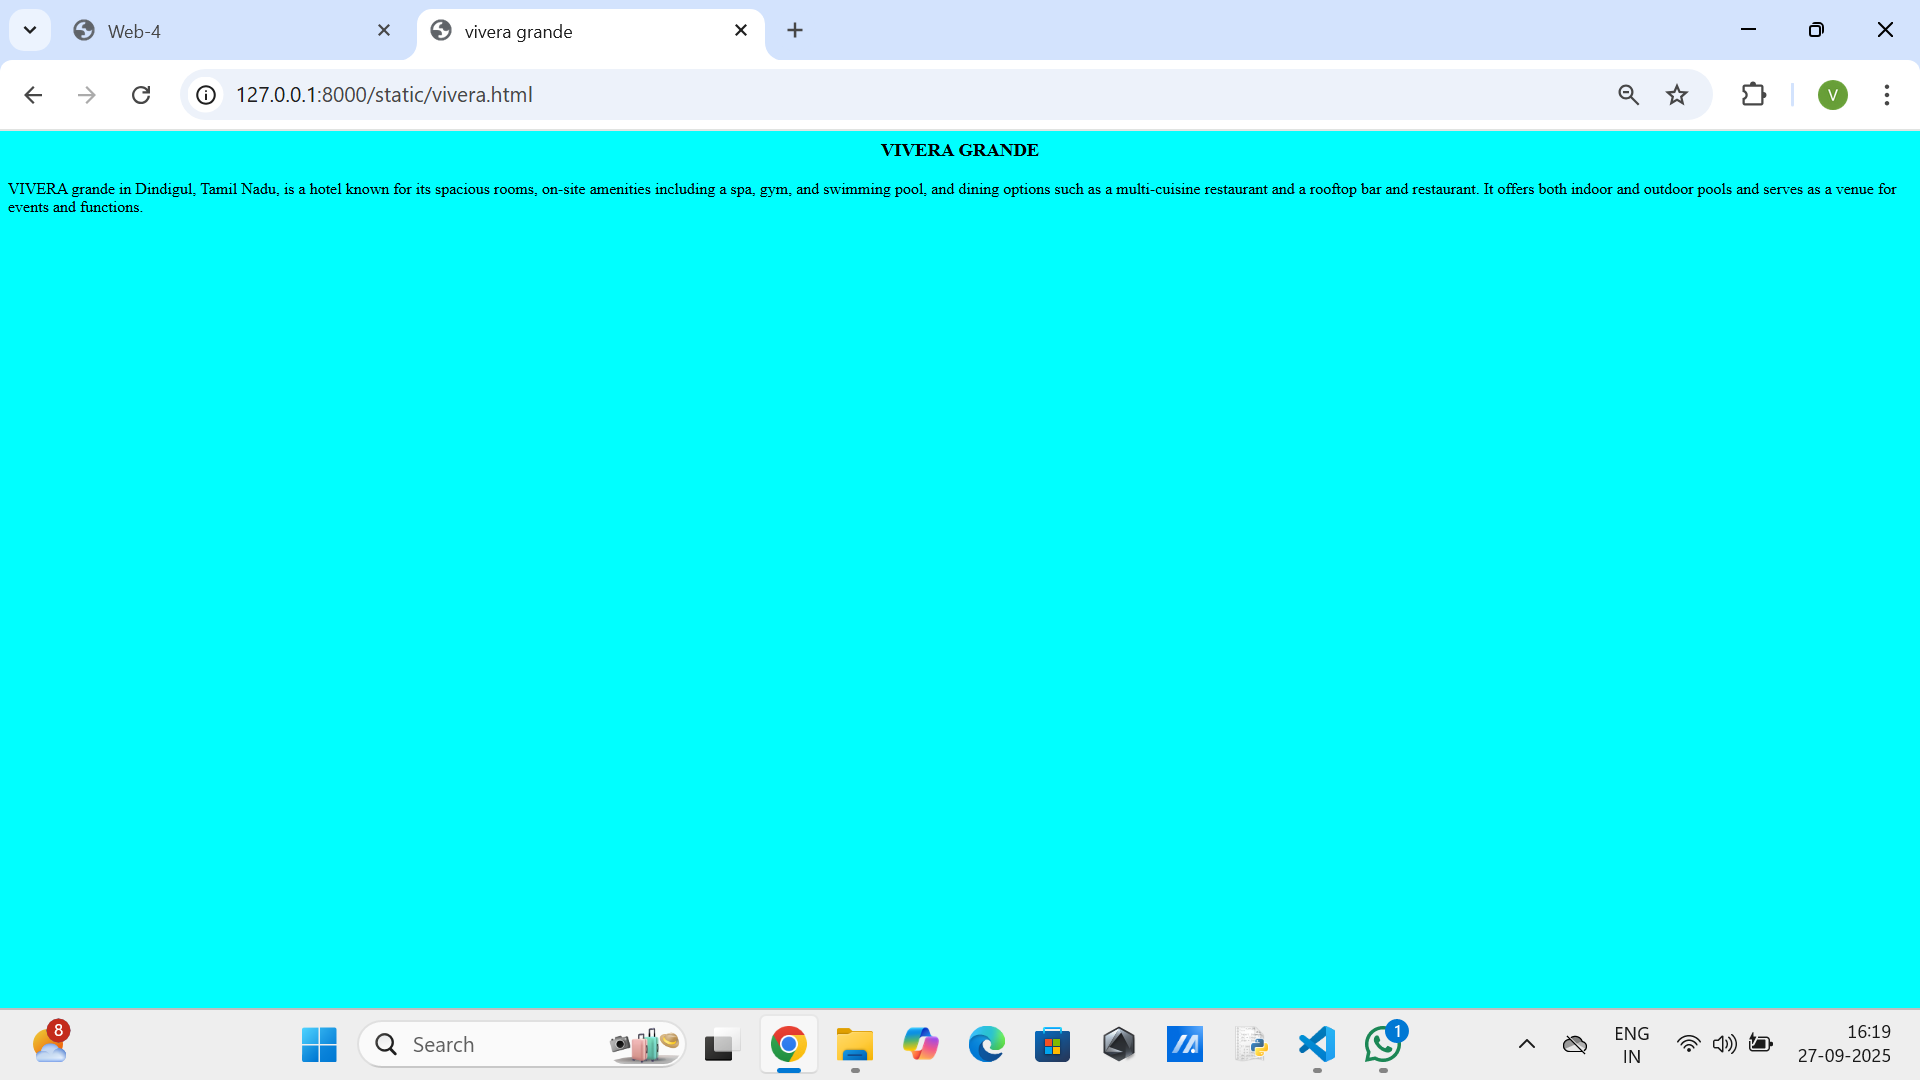 Web-4
vivera grande
127.0.0.1:8000/static/vivera.html
V
VIVERA GRANDE
VIVERA grande in Dindigul, Tamil Nadu, is a hotel known for its spacious rooms, on-site amenities including a spa, gym, and swimming pool, and dining options such as a multi-cuisine restaurant and a rooftop bar and restaurant. It offers both indoor and outdoor pools and serves as a venue for
events and functions.
8
Search
1
ENG
IN
16:19
27-09-2025